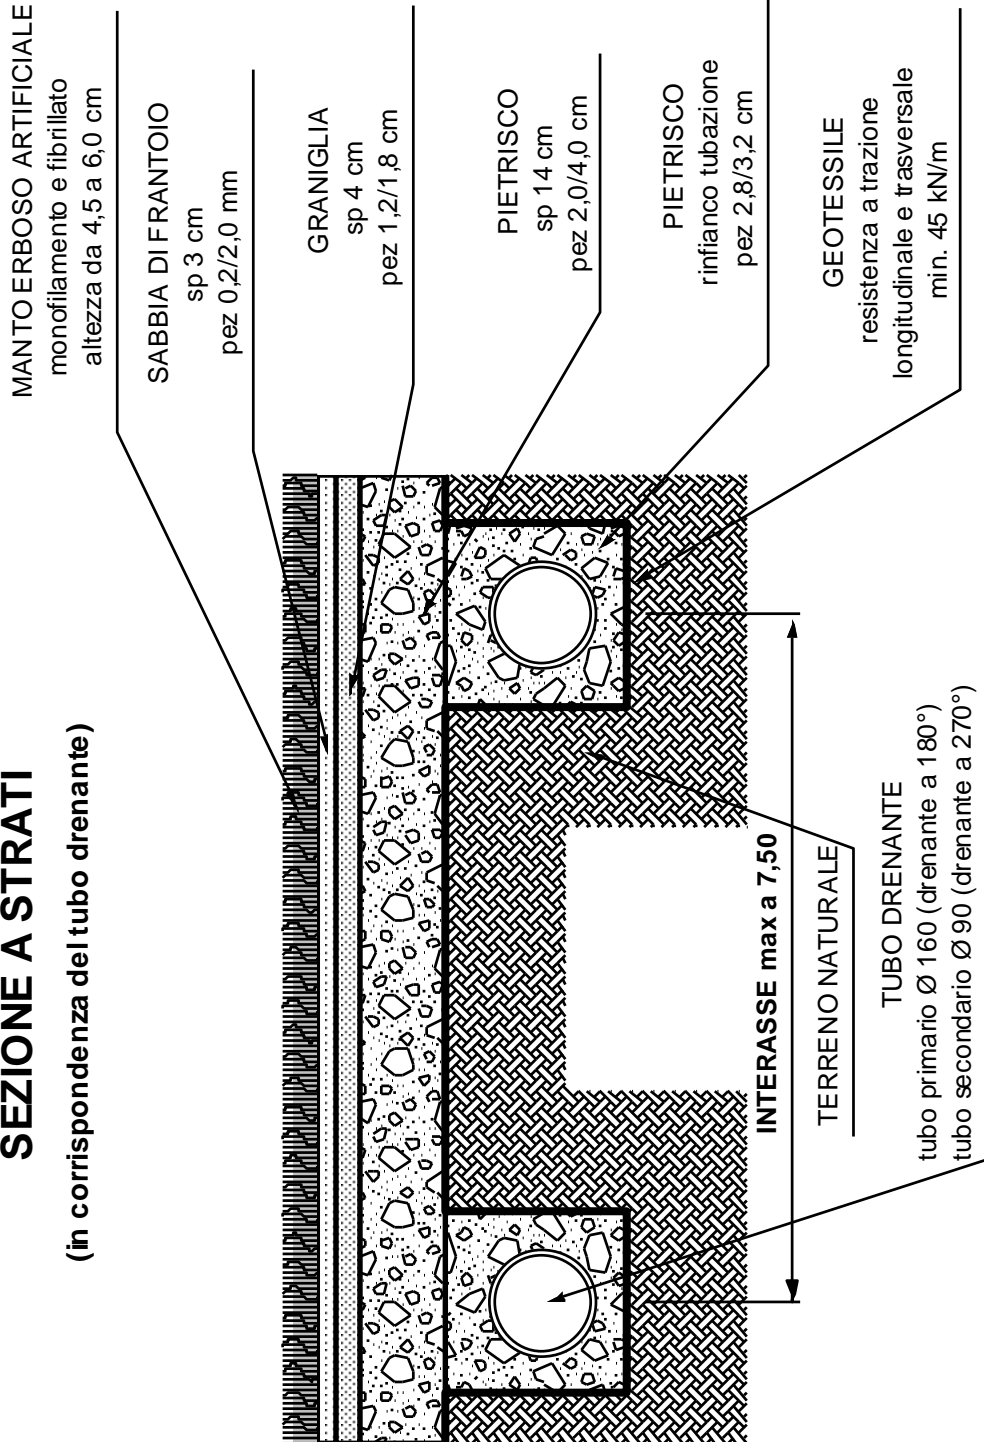 SEZIONE A STRATI
(in corrispondenza del tubo drenante)
MANTO ERBOSO ARTIFICIALE
monofilamento e fibrillato
altezza da 4,5 a 6,0 cm
SABBIA DI FRANTOIO
sp 3 cm
pez 0,2/2,0 mm
GRANIGLIA
sp 4 cm
pez 1,2/1,8 cm
PIETRISCO
sp 14 cm
pez 2,0/4,0 cm
PIETRISCO
rinfianco tubazione
pez 2,8/3,2 cm
GEOTESSILE
resistenza a trazione
longitudinale e trasversale
min. 45 kN/m
INTERASSE max a 7,50
TERRENO NATURALE
TUBO DRENANTE
tubo primario Ø 160 (drenante a 180°)
tubo secondario Ø 90 (drenante a 270°)